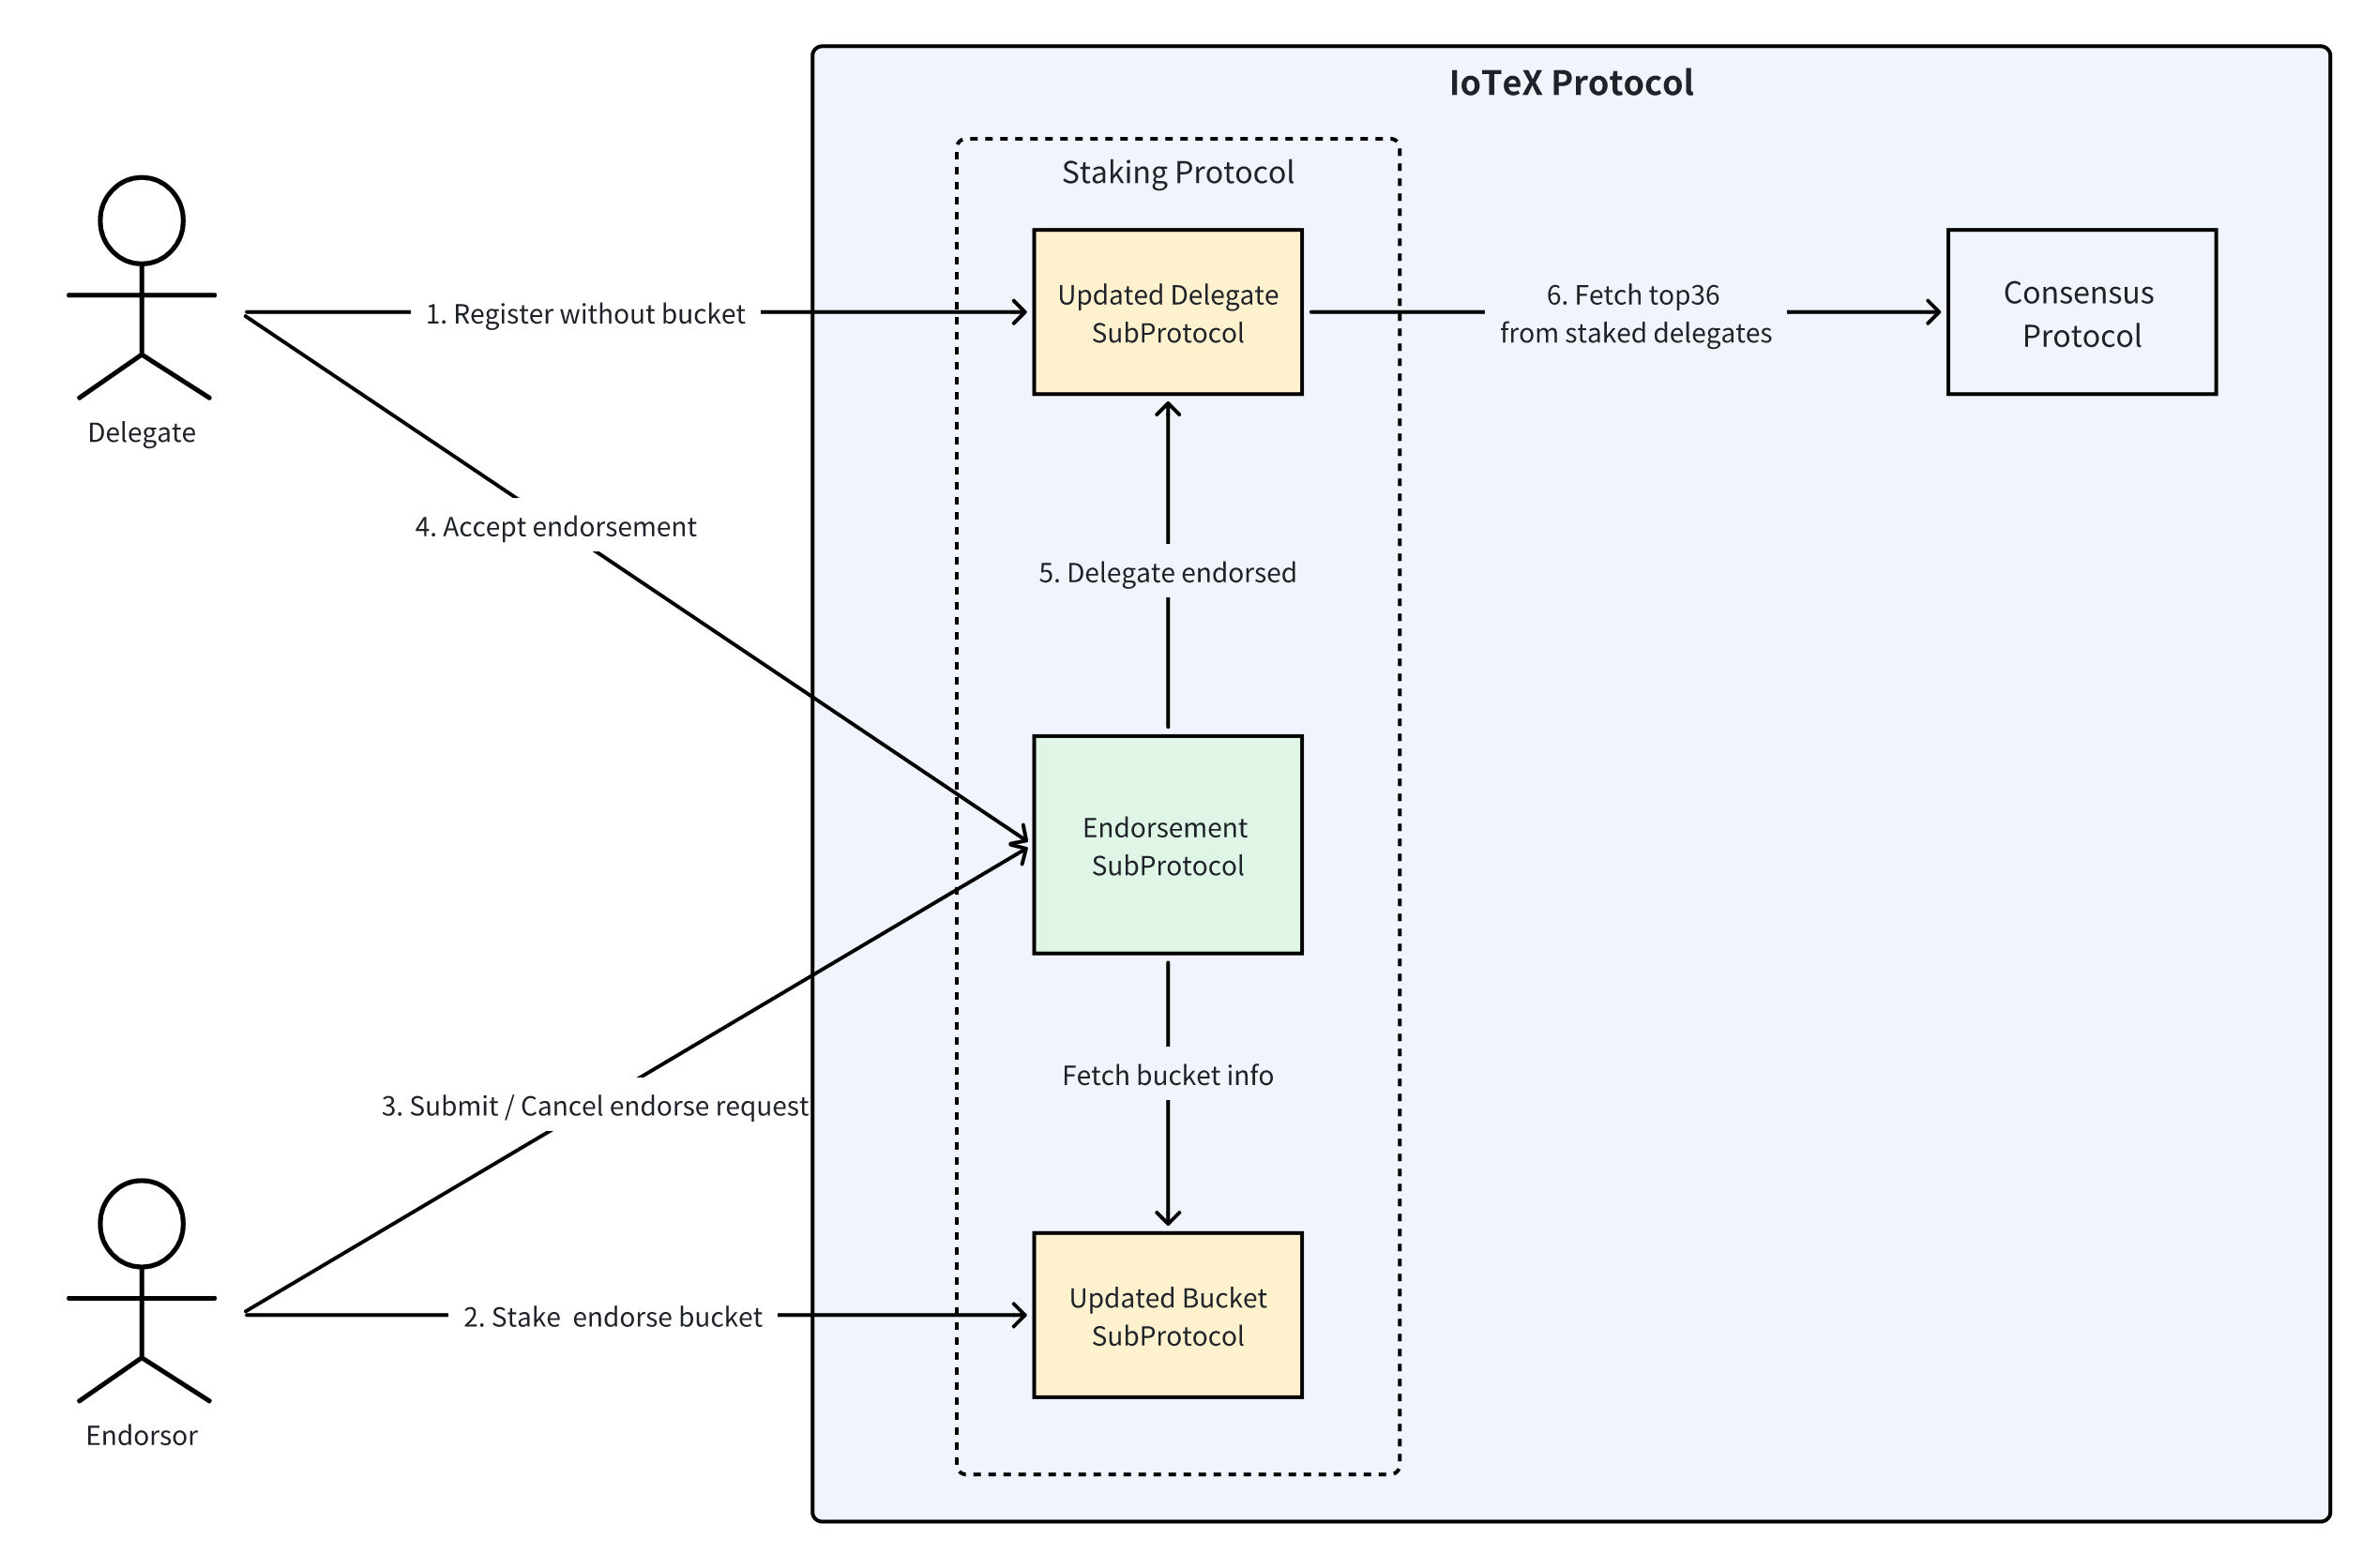 IoTeX Protocol
Staking Protocol
Updated Delegate
SubProtocol
1. Register without bucket
6. Fetch top36
from staked delegates
Consensus
Protocol
Delegate
4. Accept endorsement
5. Delegate endorsed
Endorsement
SubProtocol
Fetch bucket info
3. Submit / Cancel endorse request
2. Stake  endorse bucket
Updated Bucket
SubProtocol
Endorsor